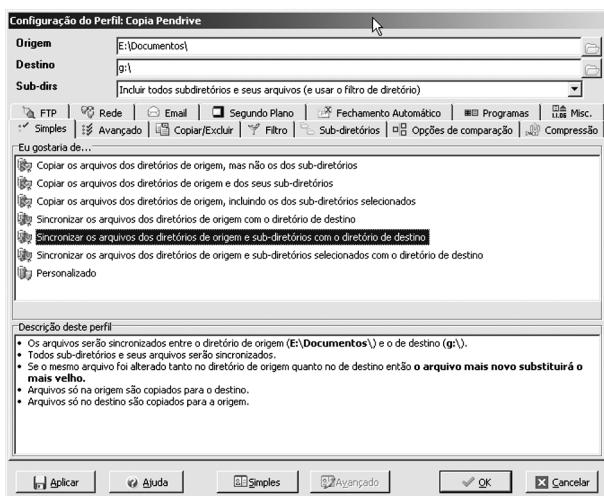 Configuração do Perfil: Copia Pendrive
Origem E:\Documentos\
Destino g:\
Sub-dirs Incluir todos subdiretórios e seus arquivos (e usar o filtro de diretório)
FTP Rede Email Segundo Plano Fechamento Automático Programas Misc.
Simples Avançado Copiar/Excluir Filtro Sub-diretórios Opções de comparação Compressão
Eu gostaria de...
Copiar os arquivos dos diretórios de origem, mas não os dos sub-diretórios
Copiar os arquivos dos diretórios de origem e dos seus sub-diretórios
Copiar os arquivos dos diretórios de origem, incluindo os dos sub-diretórios selecionados
Sincronizar os arquivos dos diretórios de origem com o diretório de destino
Sincronizar os arquivos dos diretórios de origem e sub-diretórios com o diretório de destino
Sincronizar os arquivos dos diretórios de origem e sub-diretórios selecionados com o diretório de destino
Personalizado
Descrição deste perfil
• Os arquivos serão sincronizados entre o diretório de origem (E:\Documentos\) e o de destino (g:\).
• Todos sub-diretórios e seus arquivos serão sincronizados.
• Se o mesmo arquivo foi alterado tanto no diretório de origem quanto no de destino então o arquivo mais novo substituirá o
mais velho.
• Arquivos só na origem são copiados para o destino.
• Arquivos só no destino são copiados para a origem.
Aplicar Ajuda Simples Avançado OK Cancelar